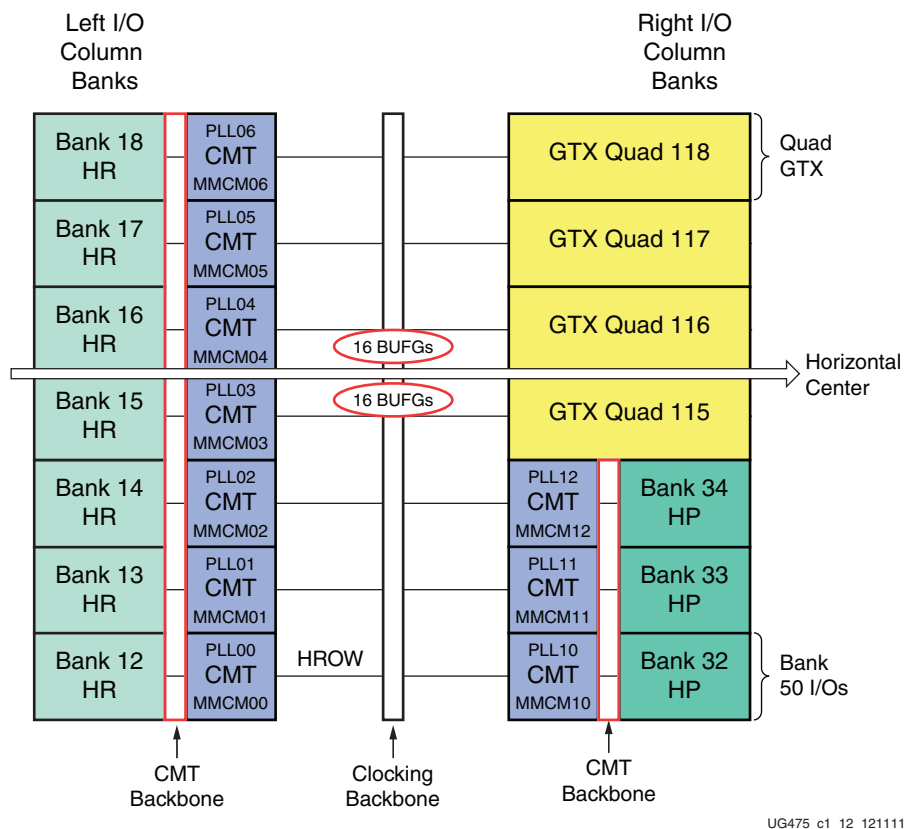 Left I/O
Column
Banks
Right I/O
Column
Banks
Bank 18
HR
PLL06
CMT
MMCM06
GTX Quad 118
Quad
GTX
Bank 17
HR
PLL05
CMT
MMCM05
GTX Quad 117
Bank 16
HR
PLL04
CMT
MMCM04
16 BUFGs
GTX Quad 116
Horizontal
Center
Bank 15
HR
PLL03
CMT
MMCM03
16 BUFGs
GTX Quad 115
Bank 14
HR
PLL02
CMT
MMCM02
PLL12
CMT
MMCM12
Bank 34
HP
Bank 13
HR
PLL01
CMT
MMCM01
PLL11
CMT
MMCM11
Bank 33
HP
Bank 12
HR
PLL00
CMT
MMCM00
HROW
PLL10
CMT
MMCM10
Bank 32
HP
Bank
50 I/Os
CMT
Backbone
Clocking
Backbone
CMT
Backbone
UG475_c1_12_121111